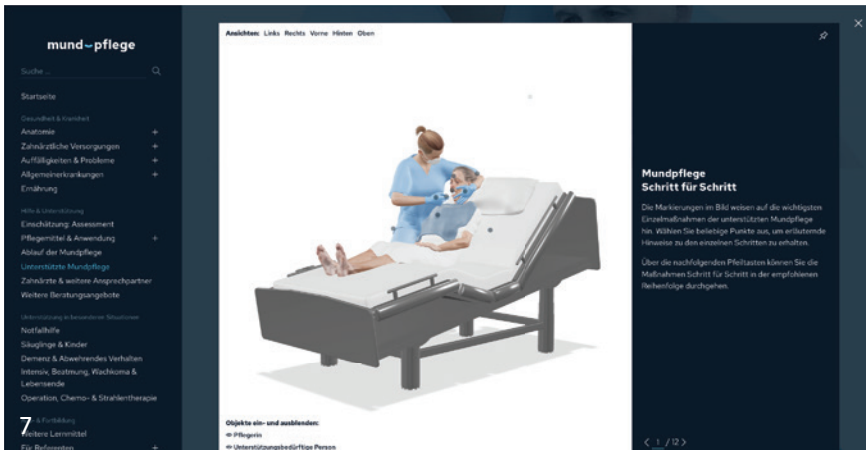 mund pflege
Suche ...
Startseite
Gesundheit & Krankheit
Anatomie +
Zahnärztliche Versorgungen +
Auffälligkeiten & Probleme +
Allgemeinerkrankungen +
Ernährung
Hilfe & Unterstützung
Einschätzung: Assessment
Pflegemittel & Anwendung +
Ablauf der Mundpflege
Unterstützte Mundpflege
Zahnärzte & weitere Ansprechpartner
Weitere Beratungsangebote
Unterstützung in besonderen Situationen
Notfallhilfe
Säuglinge & Kinder
Demenz & Abwehrendes Verhalten
Intensiv, Beatmung, Wachkoma &
Lebensende
Operation, Chemo- & Strahlentherapie
& Fortbildung
7
Weitere Lernmittel
Für Referenten +
Ansichten: Links Rechts Vorne Hinten Oben
Objekte ein- und ausblenden:
Pflegerin
Unterstützungsbedürftige Person
Mundpflege
Schritt für Schritt
Die Markierungen im Bild weisen auf die wichtigsten
Einzelmaßnahmen der unterstützten Mundpflege
hin. Wählen Sie beliebige Punkte aus, um erläuternde
Hinweise zu den einzelnen Schritten zu erhalten.
Über die nachfolgenden Pfeiltasten können Sie die
Maßnahmen Schritt für Schritt in der empfohlenen
Reihenfolge durchgehen.
< 1 / 12 >